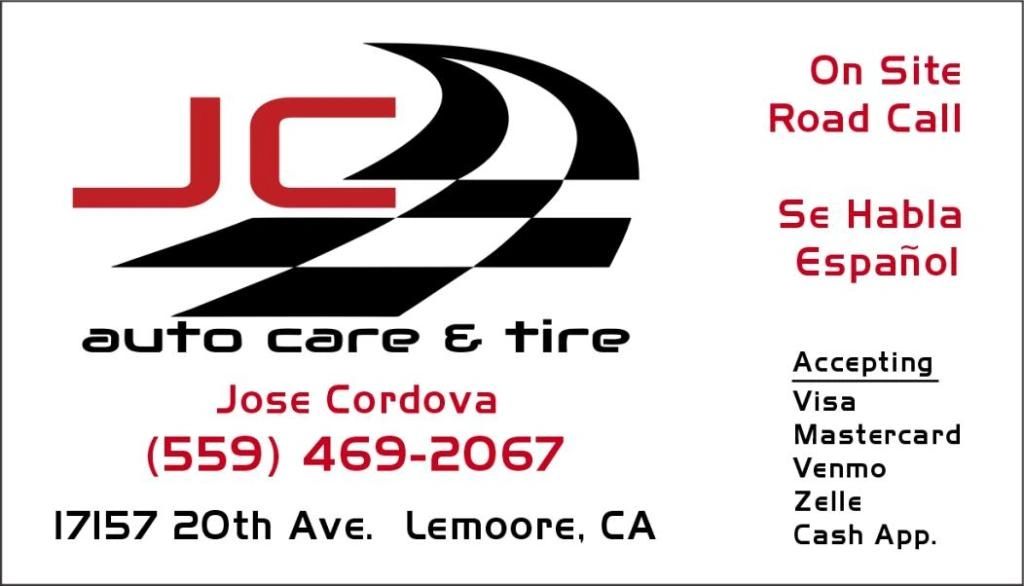 JC
auto care & tire
Jose Cordova
(559) 469-2067
17157 20th Ave. Lemoore, CA
On Site
Road Call
Se Habla
Español
Accepting
Visa
Mastercard
Venmo
Zelle
Cash App.